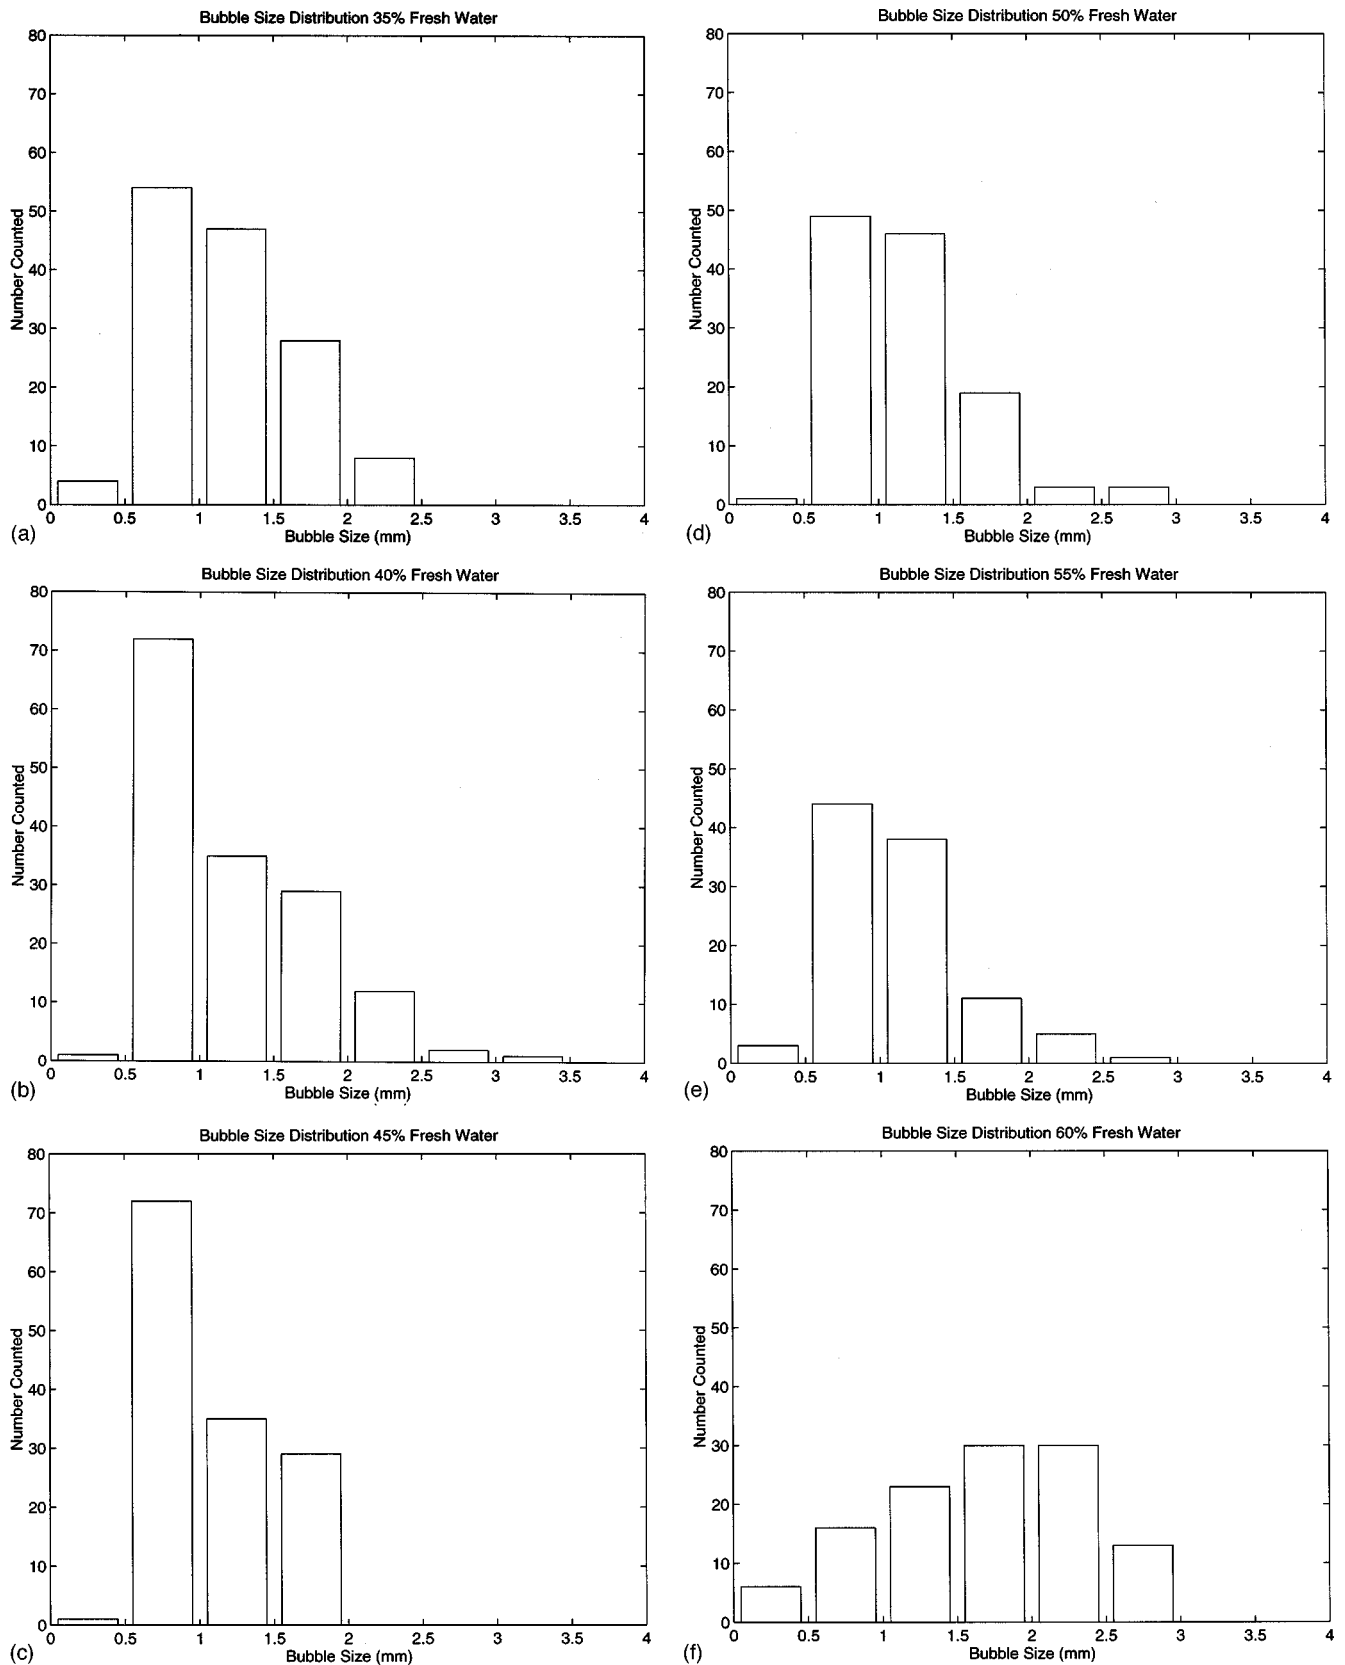 Bubble Size Distribution 35% Fresh Water
80
70
60
50
40
30
20
10
0
Number Counted
0 0.5 1 1.5 2 2.5 3 3.5 4
Bubble Size (mm)
(a)
Bubble Size Distribution 40% Fresh Water
80
70
60
50
40
30
20
10
0
Number Counted
0 0.5 1 1.5 2 2.5 3 3.5 4
Bubble Size (mm)
(b)
Bubble Size Distribution 45% Fresh Water
80
70
60
50
40
30
20
10
0
Number Counted
0 0.5 1 1.5 2 2.5 3 3.5 4
Bubble Size (mm)
(c)
Bubble Size Distribution 50% Fresh Water
80
70
60
50
40
30
20
10
0
Number Counted
0 0.5 1 1.5 2 2.5 3 3.5 4
Bubble Size (mm)
(d)
Bubble Size Distribution 55% Fresh Water
80
70
60
50
40
30
20
10
0
Number Counted
0 0.5 1 1.5 2 2.5 3 3.5 4
Bubble Size (mm)
(e)
Bubble Size Distribution 60% Fresh Water
80
70
60
50
40
30
20
10
0
Number Counted
0 0.5 1 1.5 2 2.5 3 3.5 4
Bubble Size (mm)
(f)